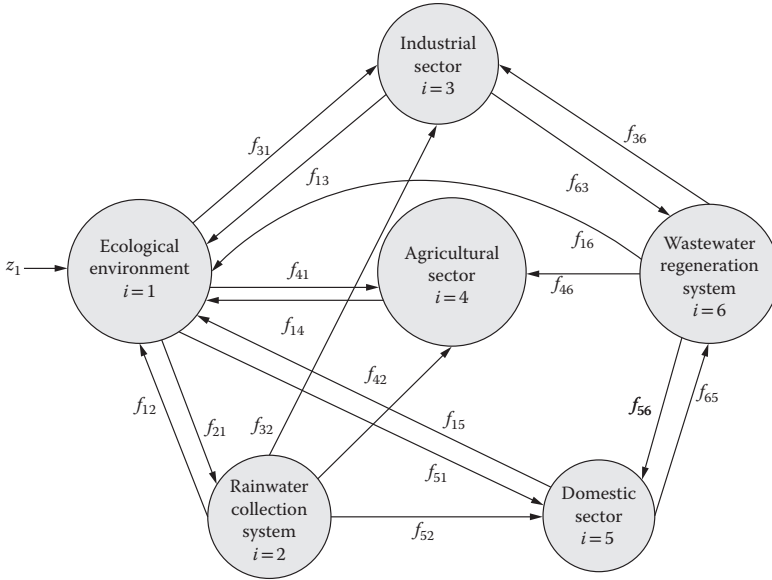 Industrial
sector
i = 3
f31
f13
f36
f63
f16
Ecological
environment
i = 1
z1
Agricultural
sector
i = 4
Wastewater
regeneration
system
i = 6
f41
f46
f14
f42
f12
f21
f32
f15
f56
f65
f51
Rainwater
collection
system
i = 2
f52
Domestic
sector
i = 5